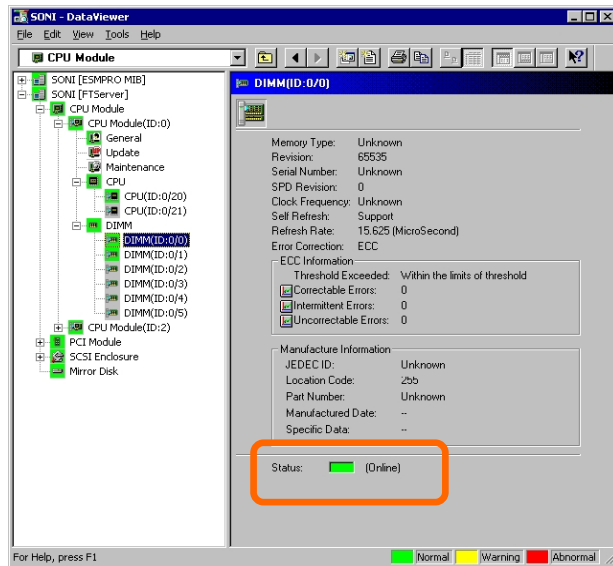 SONI - DataViewer
File Edit View Tools Help
CPU Module
SONI [ESMPRO MIB]
SONI [FTServer]
CPU Module
CPU Module(ID:0)
General
Update
Maintenance
CPU
CPU(ID:0/20)
CPU(ID:0/21)
DIMM
DIMM(ID:0/0)
DIMM(ID:0/1)
DIMM(ID:0/2)
DIMM(ID:0/3)
DIMM(ID:0/4)
DIMM(ID:0/5)
CPU Module(ID:2)
PCI Module
SCSI Enclosure
Mirror Disk
DIMM(ID:0/0)
Memory Type: Unknown
Revision: 65535
Serial Number: Unknown
SPD Revision: 0
Clock Frequency: Unknown
Self Refresh: Support
Refresh Rate: 15.625 (MicroSecond)
Error Correction: ECC
ECC Information
Threshold Exceeded: Within the limits of threshold
Correctable Errors: 0
Intermittent Errors: 0
Uncorrectable Errors: 0
Manufacture Information
JEDEC ID: Unknown
Location Code: 255
Part Number: Unknown
Manufactured Date: --
Specific Data: --
Status: (Online)
For Help, press F1
Normal Warning Abnormal